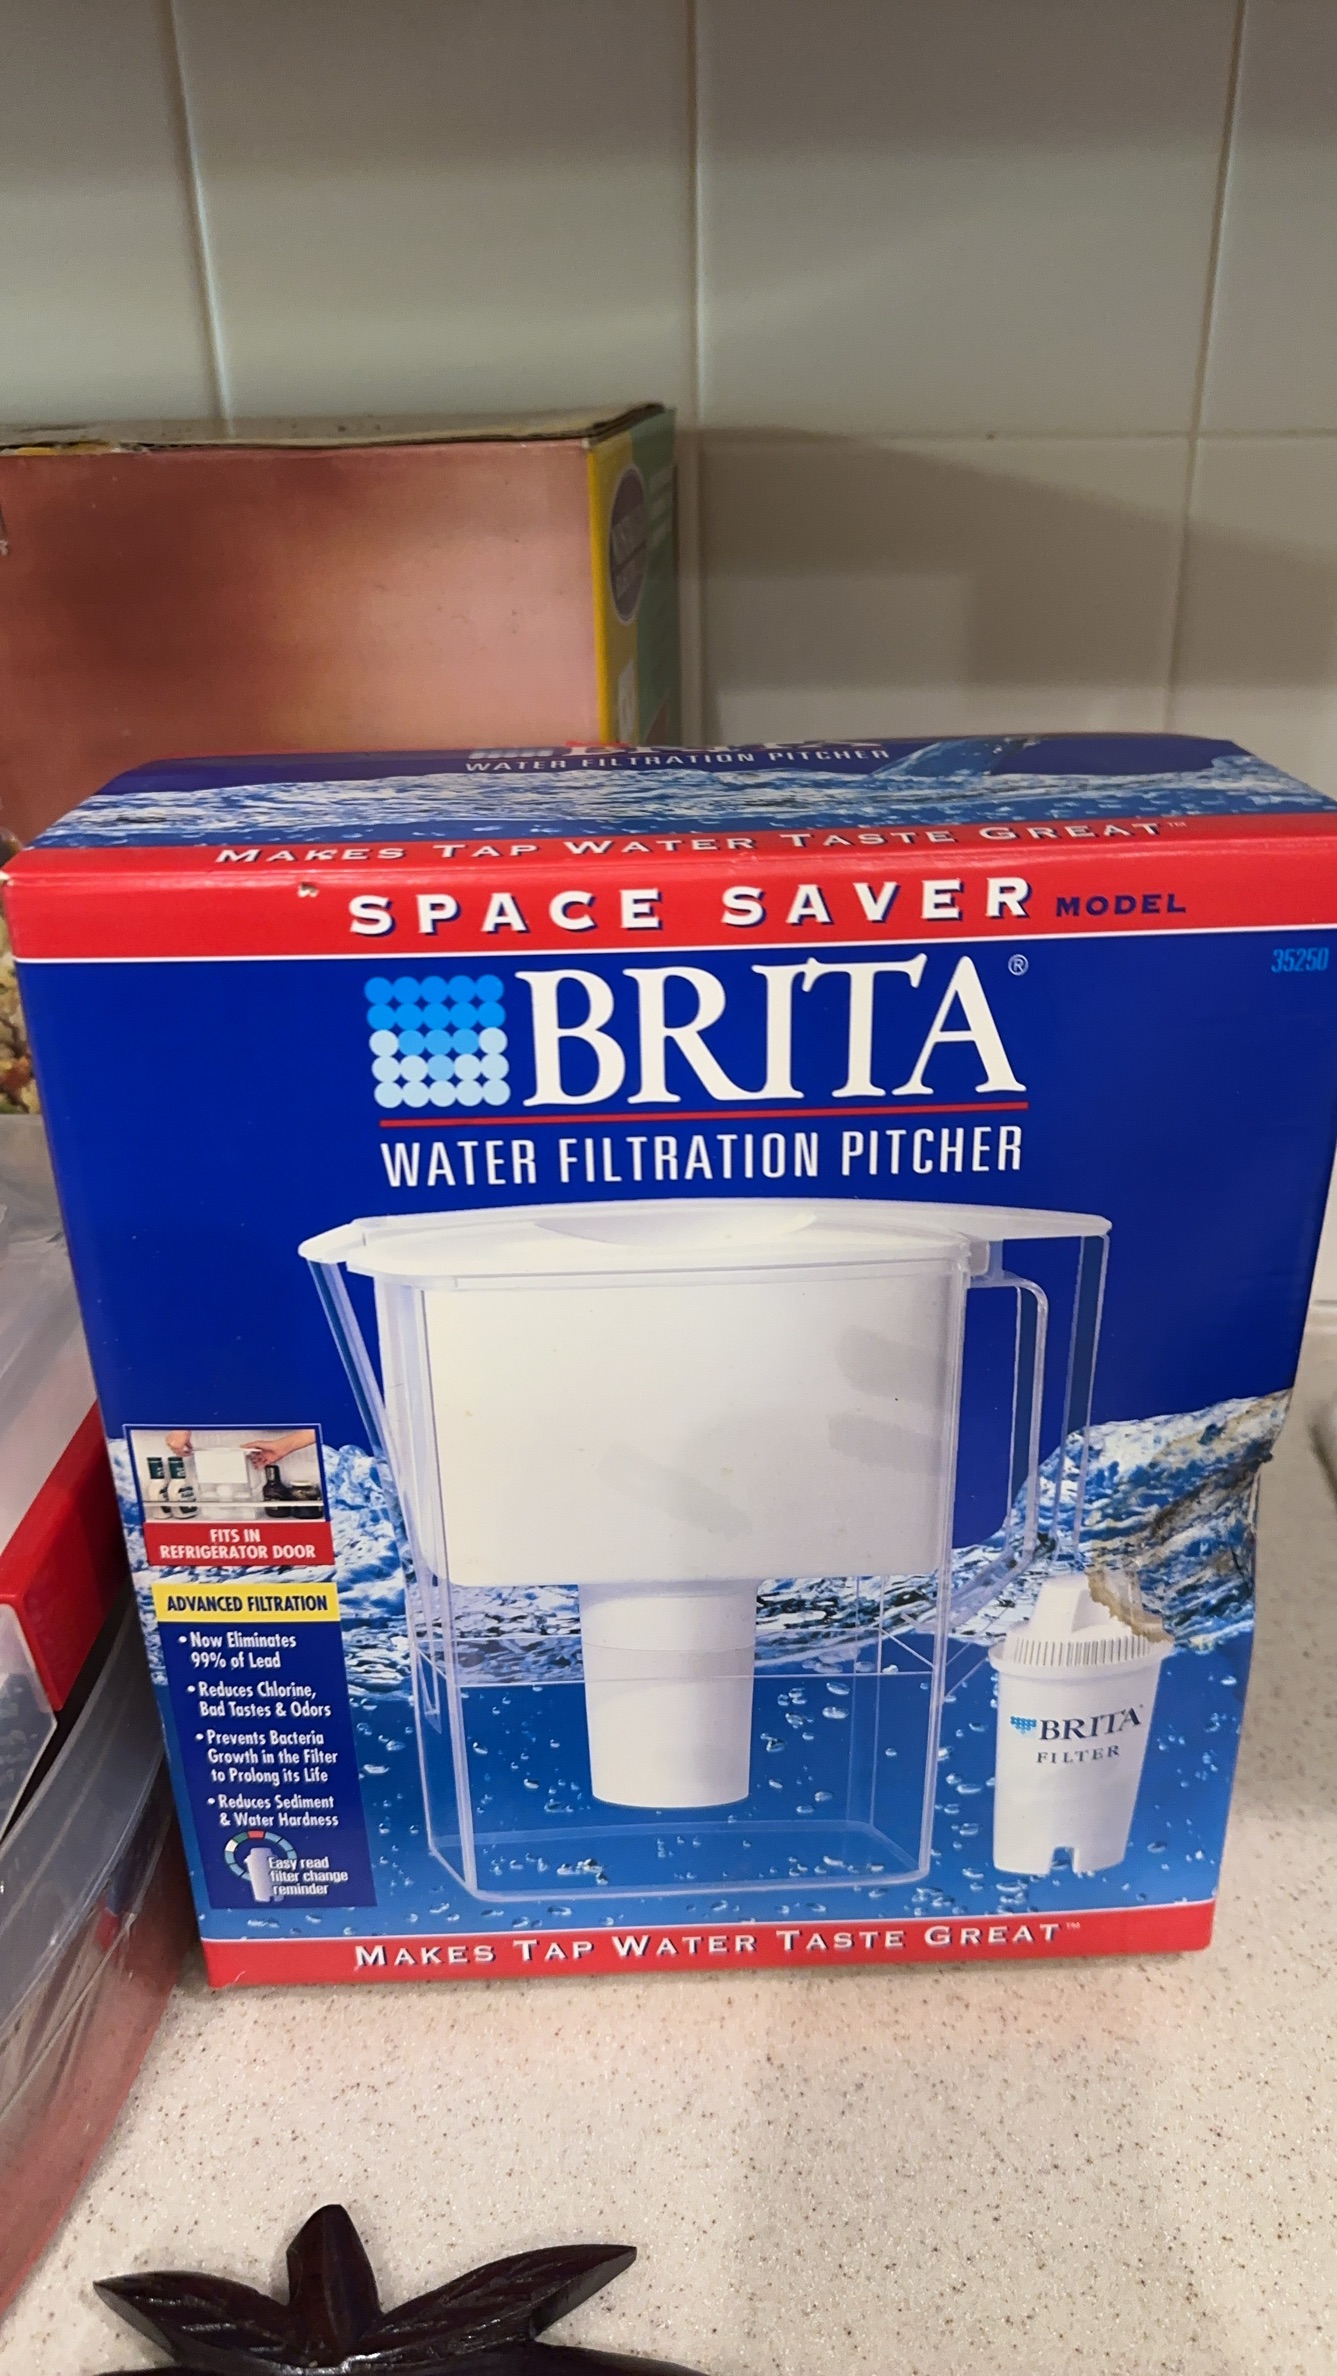 BRITA
WATER FILTRATION PITCHER
MAKES TAP WATER TASTE GREAT™
SPACE SAVER MODEL
35250
BRITA®
WATER FILTRATION PITCHER
FITS IN
REFRIGERATOR DOOR
ADVANCED FILTRATION
• Now Eliminates
99% of Lead
• Reduces Chlorine,
Bad Tastes & Odors
• Prevents Bacteria
Growth in the Filter
to Prolong its Life
• Reduces Sediment
& Water Hardness
Easy read
filter change
reminder
BRITA
FILTER
MAKES TAP WATER TASTE GREAT™